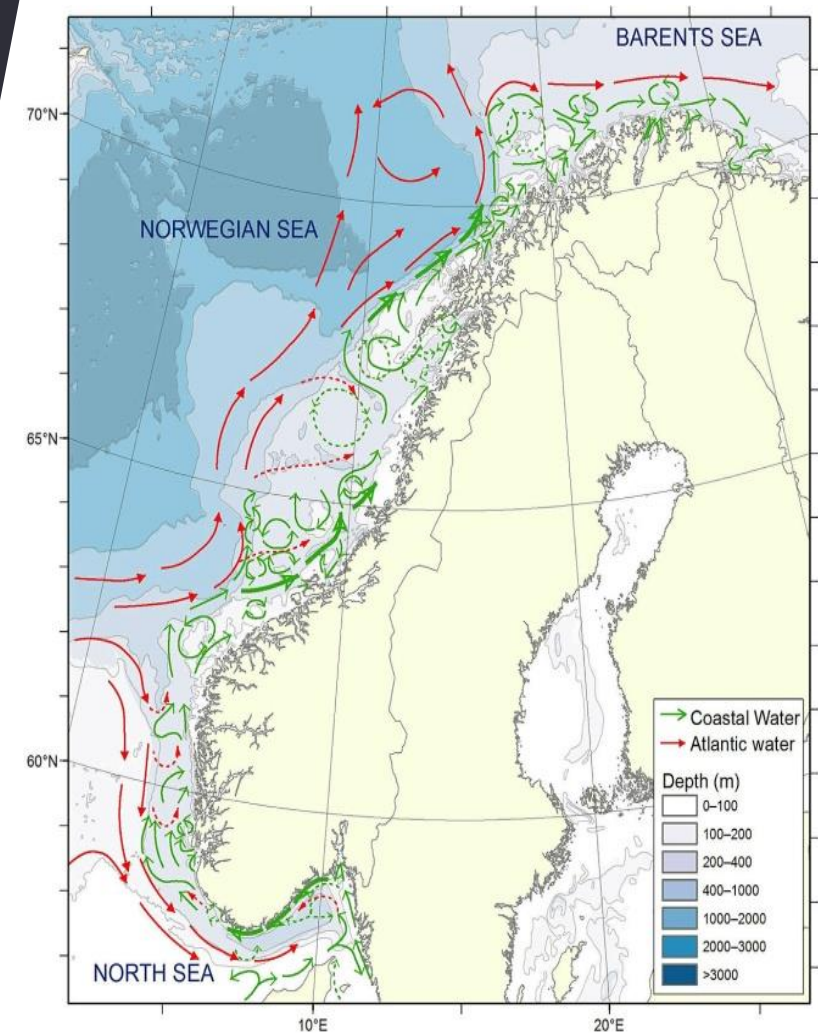 BARENTS SEA
70°N
NORWEGIAN SEA
65°N
60°N
NORTH SEA
Coastal Water
Atlantic water
Depth (m)
0–100
100–200
200–400
400–1000
1000–2000
2000–3000
>3000
10°E
20°E